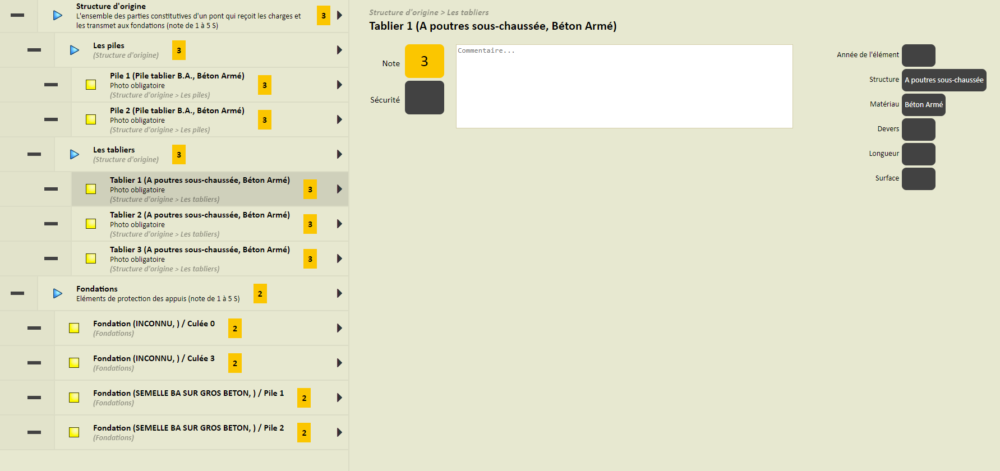 Structure d'origine
L'ensemble des parties constitutives d'un pont qui reçoit les charges et
les transmet aux fondations (note de 1 à 5 S)
3
Les piles
(Structure d'origine)
3
Pile 1 (Pile tablier B.A., Béton Armé)
Photo obligatoire
(Structure d'origine > Les piles)
3
Pile 2 (Pile tablier B.A., Béton Armé)
Photo obligatoire
(Structure d'origine > Les piles)
3
Les tabliers
(Structure d'origine)
3
Tablier 1 (A poutres sous-chaussée, Béton Armé)
Photo obligatoire
(Structure d'origine > Les tabliers)
3
Tablier 2 (A poutres sous-chaussée, Béton Armé)
Photo obligatoire
(Structure d'origine > Les tabliers)
3
Tablier 3 (A poutres sous-chaussée, Béton Armé)
Photo obligatoire
(Structure d'origine > Les tabliers)
3
Fondations
Eléments de protection des appuis (note de 1 à 5 S)
2
Fondation (INCONNU, ) / Culée 0
(Fondations)
2
Fondation (INCONNU, ) / Culée 3
(Fondations)
2
Fondation (SEMELLE BA SUR GROS BETON, ) / Pile 1
(Fondations)
2
Fondation (SEMELLE BA SUR GROS BETON, ) / Pile 2
(Fondations)
2
Structure d'origine > Les tabliers
Tablier 1 (A poutres sous-chaussée, Béton Armé)
Note 3
Sécurité
Commentaire...
Année de l'élément
Structure A poutres sous-chaussée
Matériau Béton Armé
Devers
Longueur
Surface